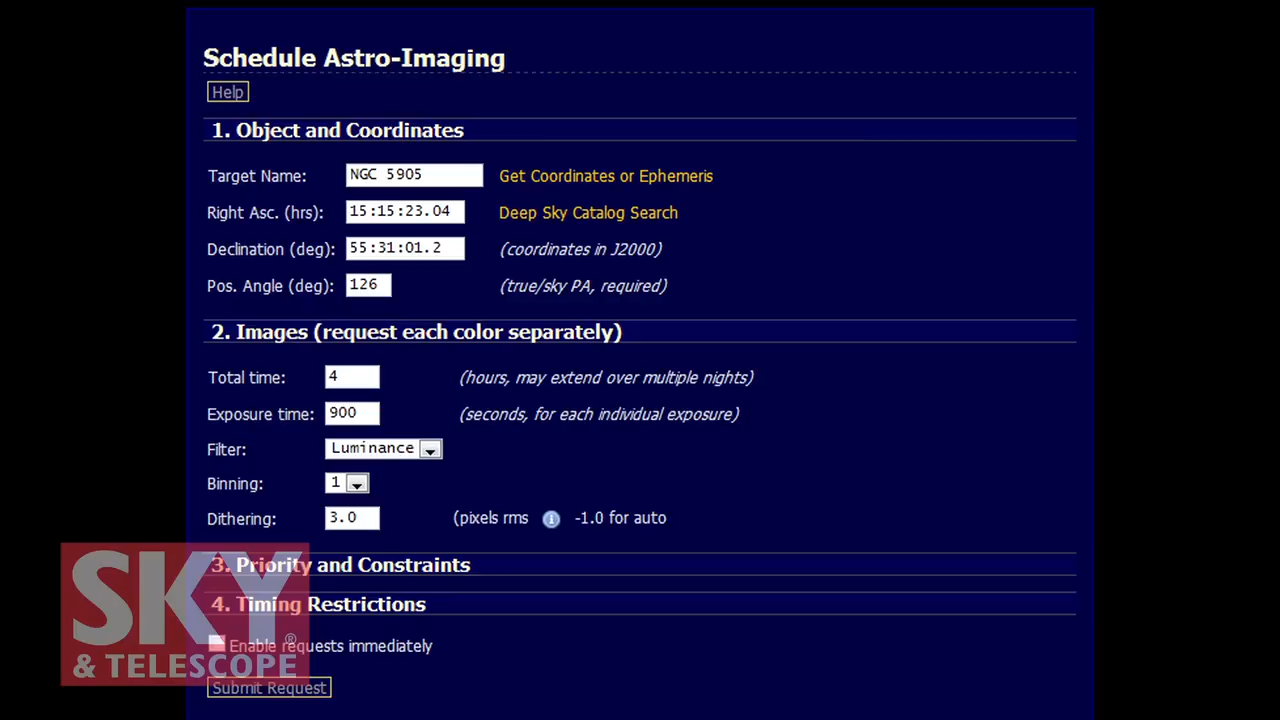 Schedule Astro-Imaging
Help
1. Object and Coordinates
Target Name: NGC 5905 Get Coordinates or Ephemeris
Right Asc. (hrs): 15:15:23.04 Deep Sky Catalog Search
Declination (deg): 55:31:01.2 (coordinates in J2000)
Pos. Angle (deg): 126 (true/sky PA, required)
2. Images (request each color separately)
Total time: 4 (hours, may extend over multiple nights)
Exposure time: 900 (seconds, for each individual exposure)
Filter: Luminance
Binning: 1
Dithering: 3.0 (pixels rms i -1.0 for auto
3. Priority and Constraints
4. Timing Restrictions
Enable requests immediately
Submit Request
SKY®
& TELESCOPE